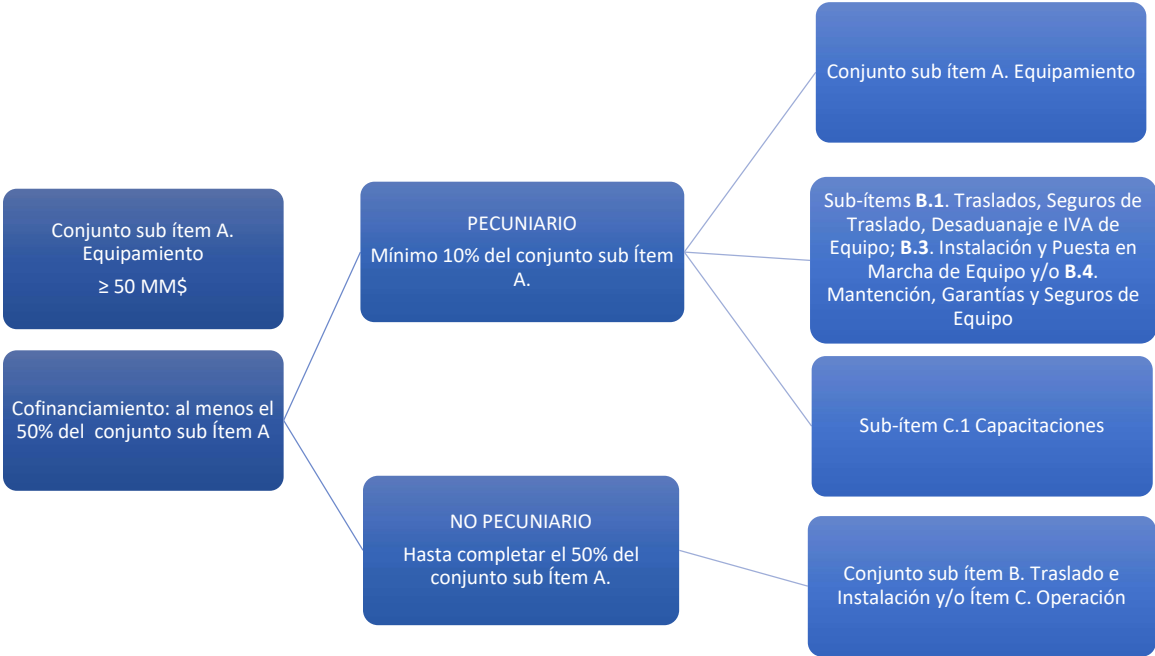 Conjunto sub ítem A.
Equipamiento
≥ 50 MM$
Cofinanciamiento: al menos el
50% del conjunto sub Ítem A
PECUNIARIO
Mínimo 10% del conjunto sub Ítem
A.
NO PECUNIARIO
Hasta completar el 50% del
conjunto sub Ítem A.
Conjunto sub ítem A. Equipamiento
Sub-ítems B.1. Traslados, Seguros de
Traslado, Desaduanaje e IVA de
Equipo; B.3. Instalación y Puesta en
Marcha de Equipo y/o B.4.
Mantención, Garantías y Seguros de
Equipo
Sub-ítem C.1 Capacitaciones
Conjunto sub ítem B. Traslado e
Instalación y/o Ítem C. Operación